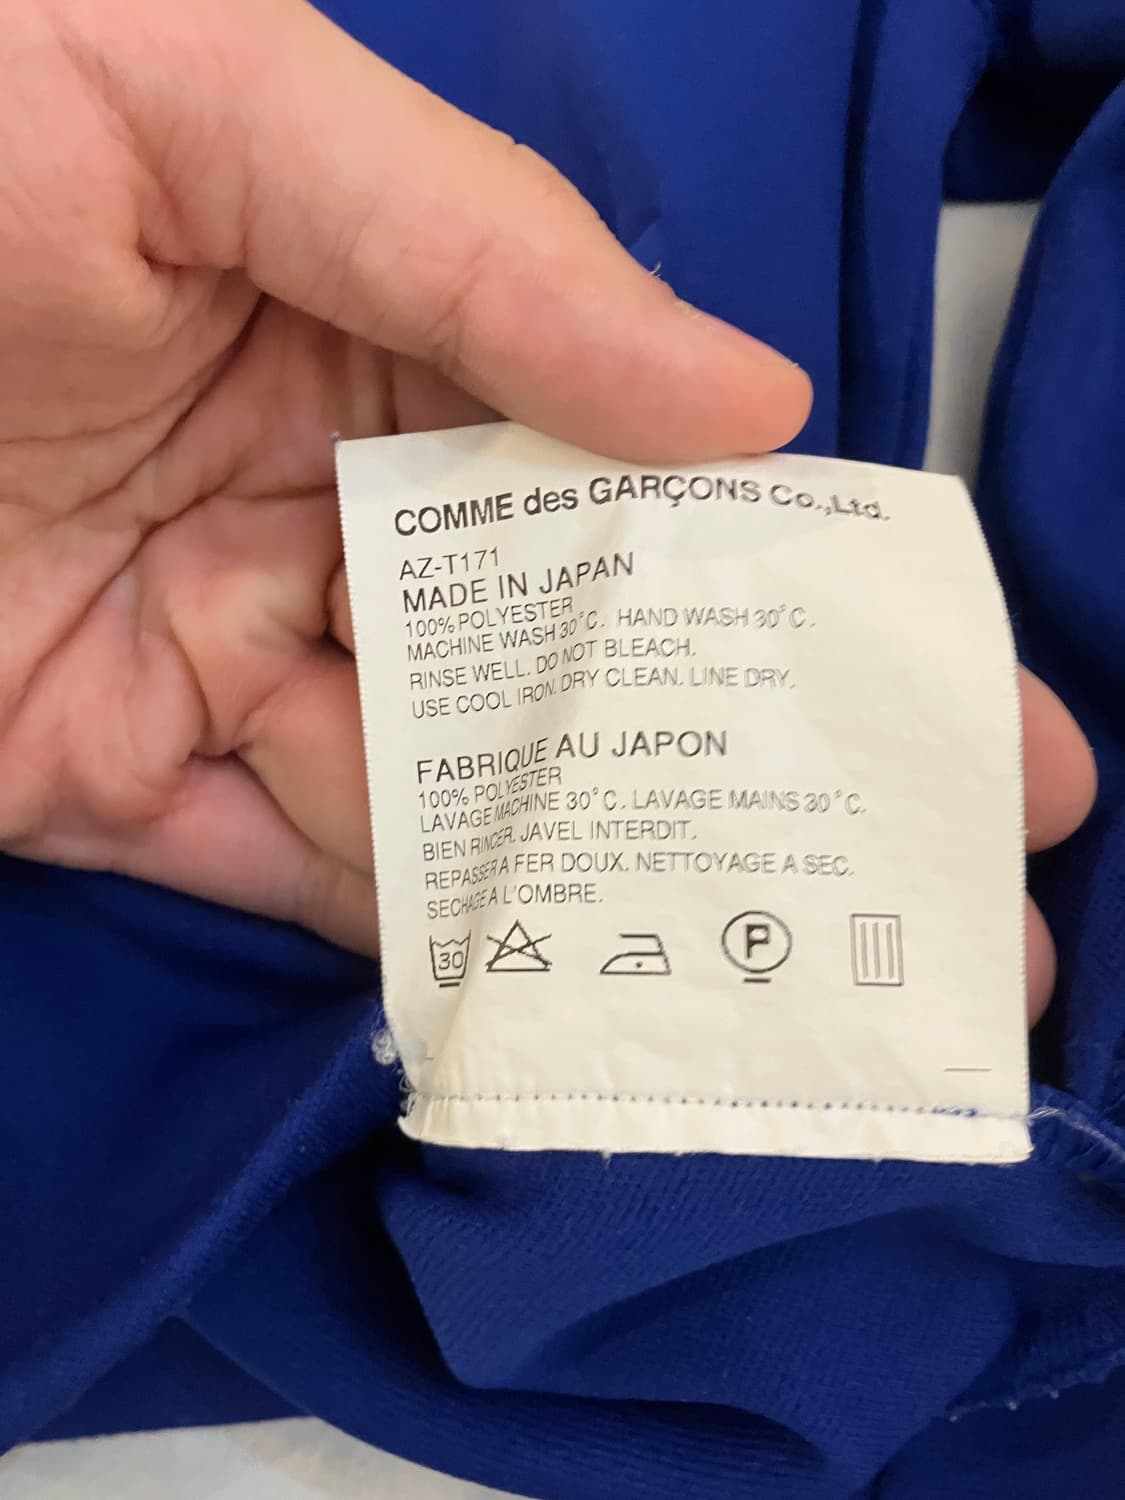 COMME des GARÇONS Co.,Ltd.
AZ-T171
MADE IN JAPAN
100% POLYESTER
MACHINE WASH 30°C. HAND WASH 30°C.
RINSE WELL. DO NOT BLEACH.
USE COOL IRON. DRY CLEAN. LINE DRY.
FABRIQUE AU JAPON
100% POLYESTER
LAVAGE MACHINE 30°C. LAVAGE MAINS 30°C.
BIEN RINCER. JAVEL INTERDIT.
REPASSER A FER DOUX. NETTOYAGE A SEC.
SECHAGE A L'OMBRE.
30 P